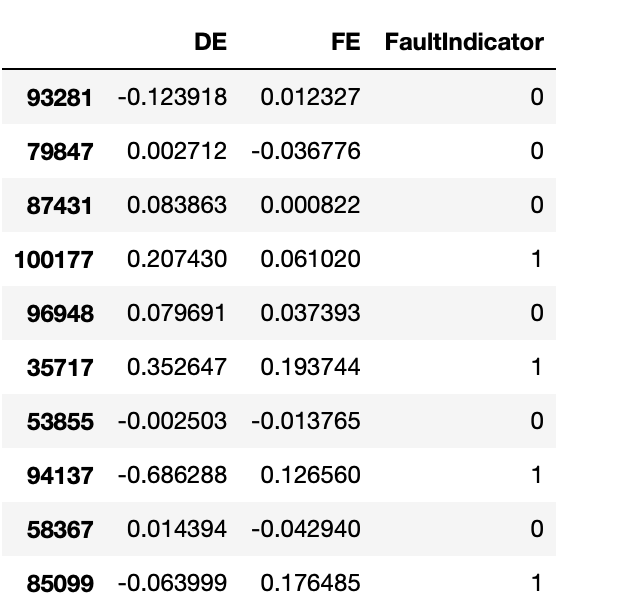 DE FE FaultIndicator
93281 -0.123918 0.012327 0
79847 0.002712 -0.036776 0
87431 0.083863 0.000822 0
100177 0.207430 0.061020 1
96948 0.079691 0.037393 0
35717 0.352647 0.193744 1
53855 -0.002503 -0.013765 0
94137 -0.686288 0.126560 1
58367 0.014394 -0.042940 0
85099 -0.063999 0.176485 1